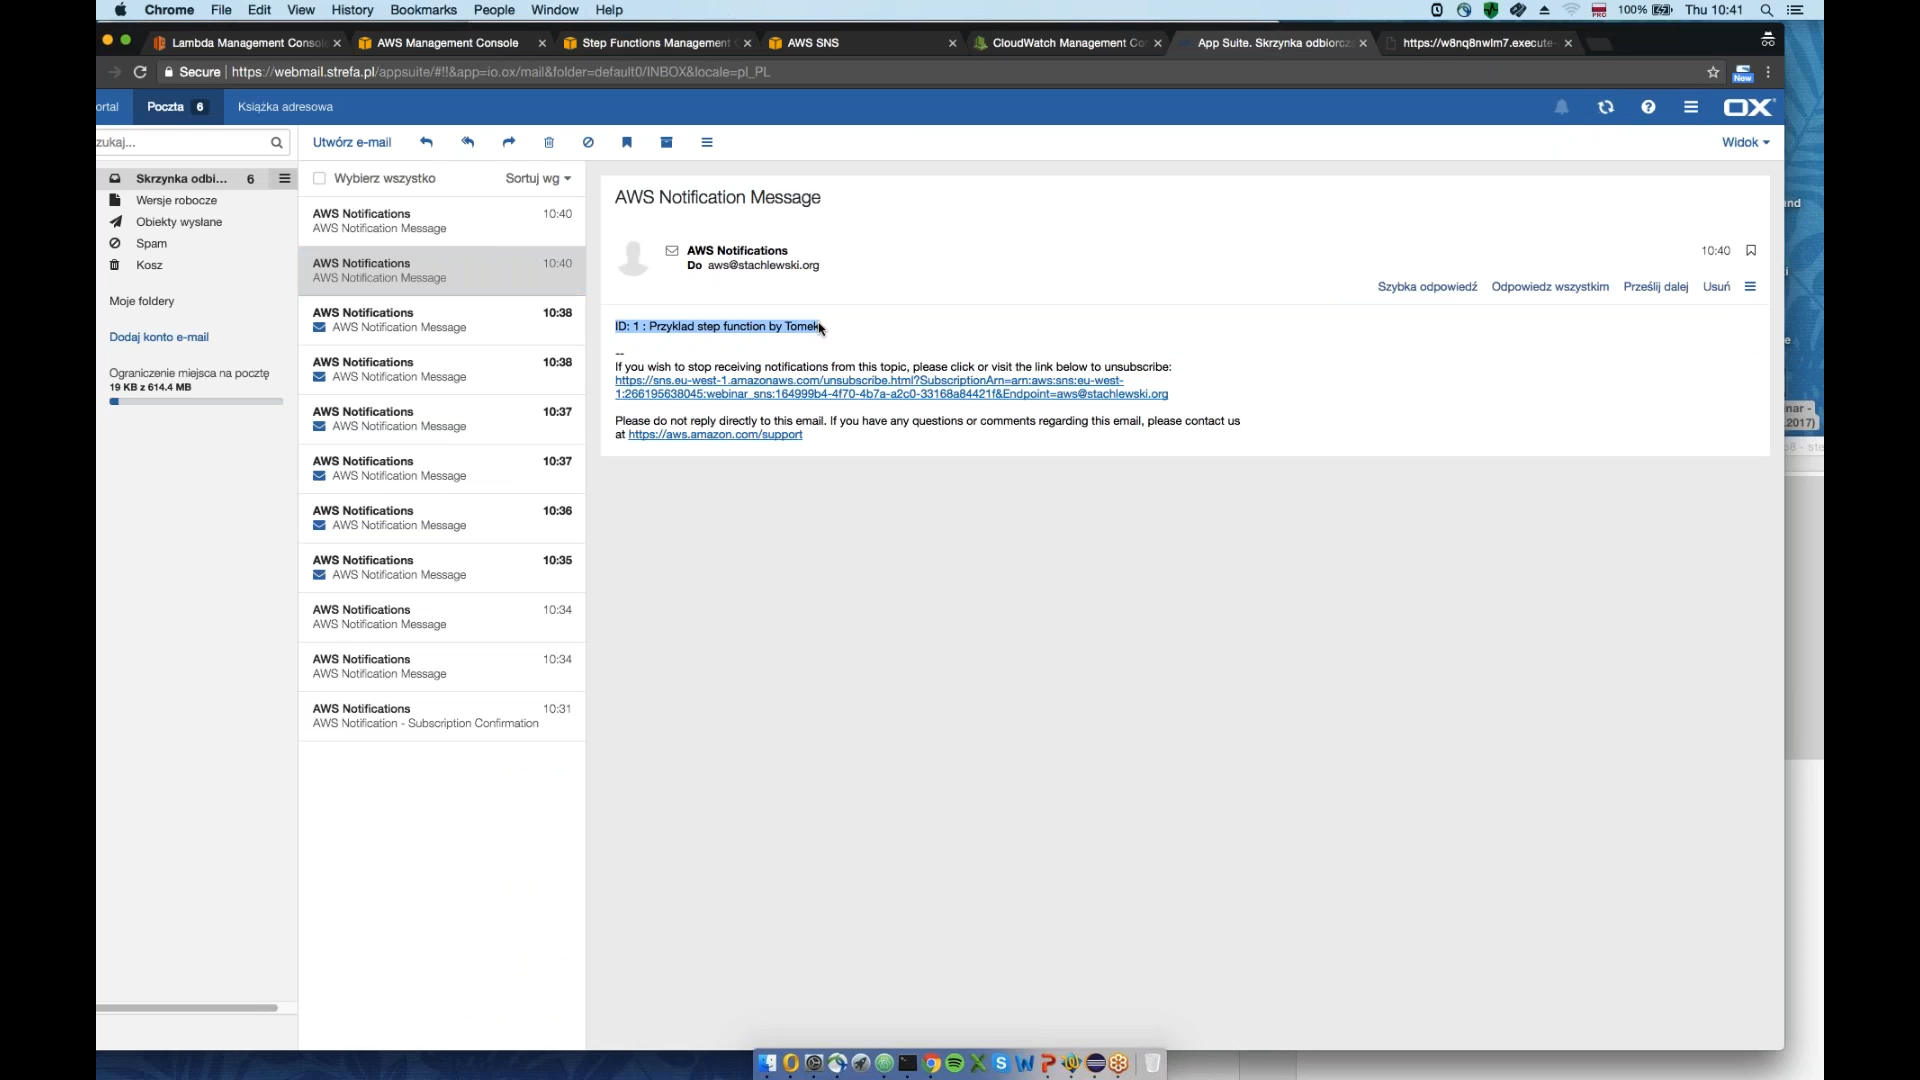 Chrome File Edit View History Bookmarks People Window Help 100% Thu 10:41
Lambda Management Consol
AWS Management Console
Step Functions Management
AWS SNS
CloudWatch Management Co
App Suite. Skrzynka odbiorcz
https://w8nq8nwlm7.execute-
Secure https://webmail.strefa.pl/appsuite/#!!&app=io.ox/mail&folder=default0/INBOX&locale=pl_PL
New
ortal Poczta 6 Książka adresowa OX
zukaj...
Utwórz e-mail
Widok
Skrzynka odbi... 6
Wersje robocze
Obiekty wysłane
Spam
Kosz
Moje foldery
Dodaj konto e-mail
Ograniczenie miejsca na pocztę
19 KB z 614.4 MB
Wybierz wszystko Sortuj wg
AWS Notifications 10:40
AWS Notification Message
AWS Notifications 10:40
AWS Notification Message
AWS Notifications 10:38
AWS Notification Message
AWS Notifications 10:38
AWS Notification Message
AWS Notifications 10:37
AWS Notification Message
AWS Notifications 10:37
AWS Notification Message
AWS Notifications 10:36
AWS Notification Message
AWS Notifications 10:35
AWS Notification Message
AWS Notifications 10:34
AWS Notification Message
AWS Notifications 10:34
AWS Notification Message
AWS Notifications 10:31
AWS Notification - Subscription Confirmation
AWS Notification Message
AWS Notifications 10:40
Do aws@stachlewski.org
Szybka odpowiedź Odpowiedz wszystkim Prześlij dalej Usuń
ID: 1 : Przyklad step function by Tomek
--
If you wish to stop receiving notifications from this topic, please click or visit the link below to unsubscribe:
https://sns.eu-west-1.amazonaws.com/unsubscribe.html?SubscriptionArn=arn:aws:sns:eu-west-
1:266195638045:webinar_sns:164999b4-4f70-4b7a-a2c0-33168a84421f&Endpoint=aws@stachlewski.org
Please do not reply directly to this email. If you have any questions or comments regarding this email, please contact us
at https://aws.amazon.com/support
nd
nar -
2017)